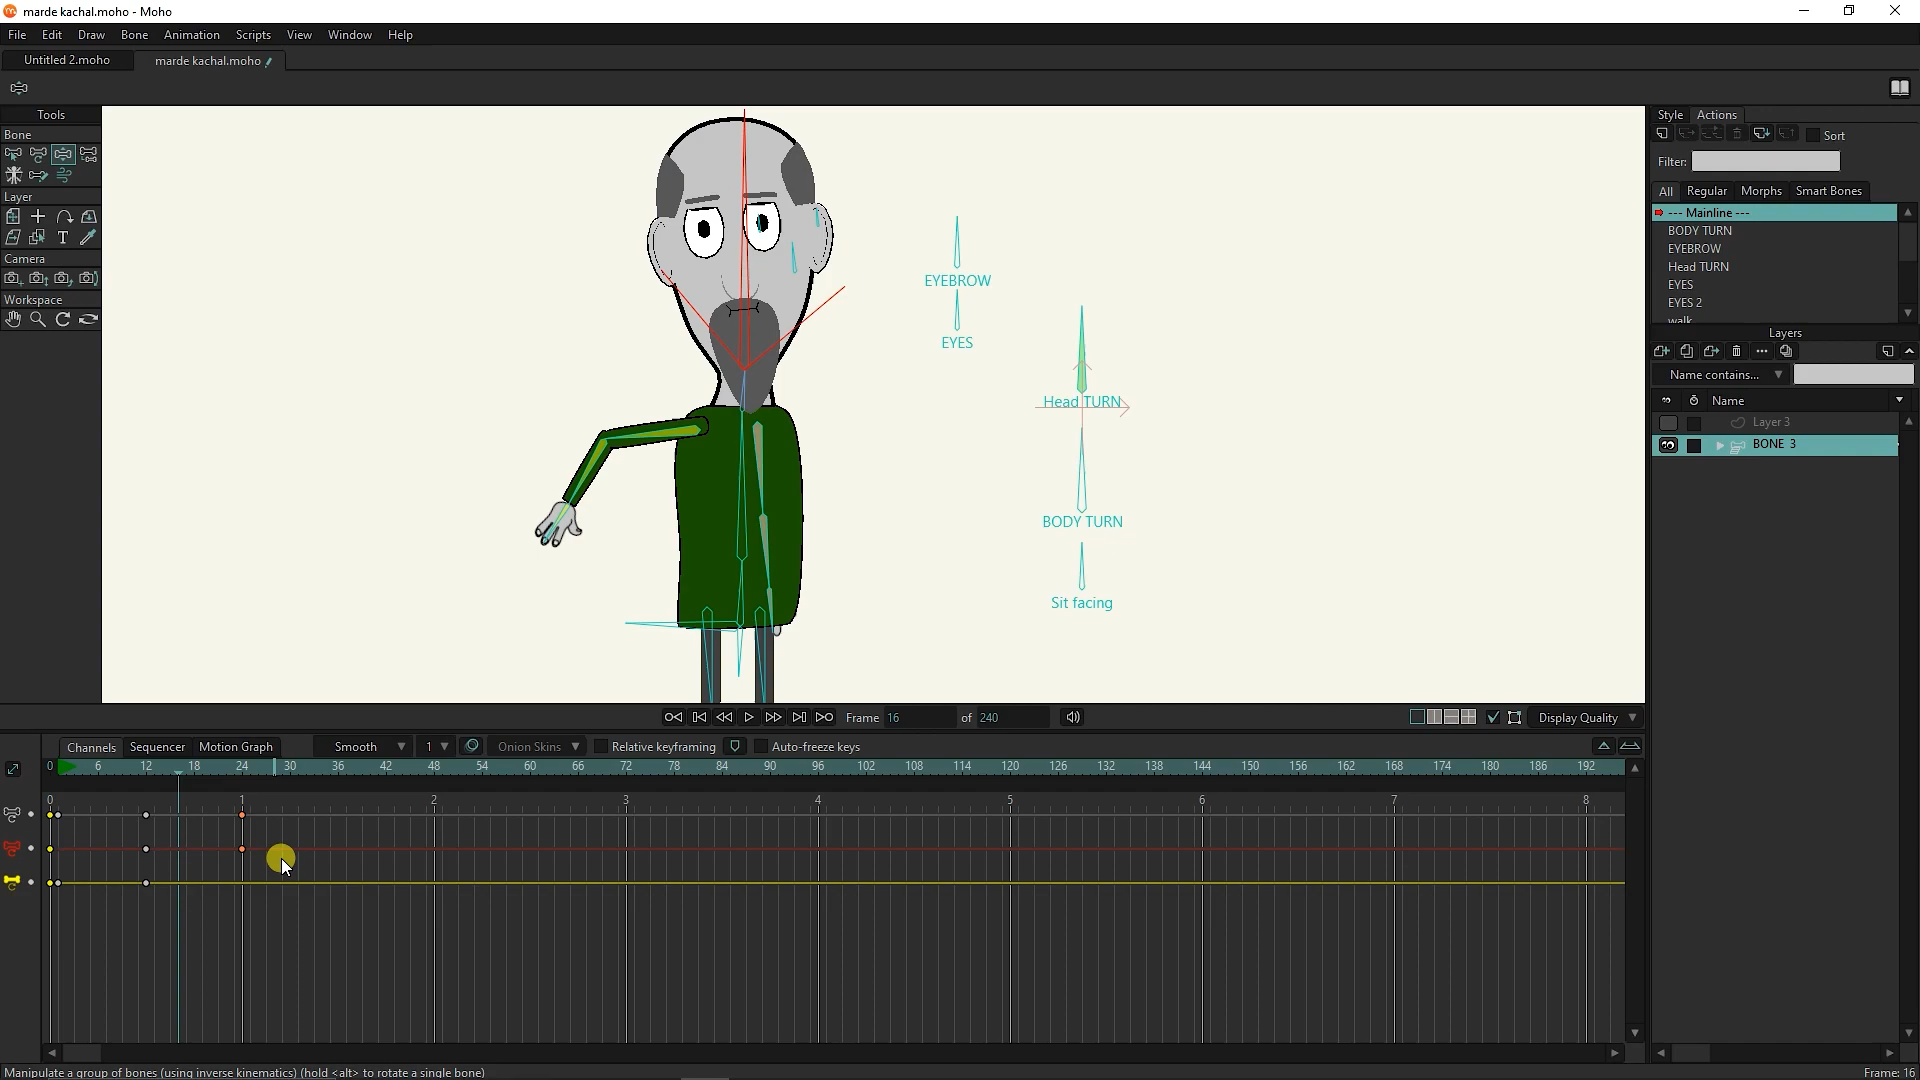 marde kachal.moho - Moho
File Edit Draw Bone Animation Scripts View Window Help
Untitled 2.moho marde kachal.moho
Tools
Bone
Layer
Camera
Workspace
EYEBROW
EYES
Head TURN
BODY TURN
Sit facing
Style Actions
Sort
Filter:
All Regular Morphs Smart Bones
--- Mainline ---
BODY TURN
EYEBROW
Head TURN
EYES
EYES 2
walk
Layers
Name contains...
Name
Layer 3
BONE 3
Frame 16 of 240 Display Quality
Channels Sequencer Motion Graph Smooth 1 Onion Skins Relative keyframing Auto-freeze keys
0 6 12 18 24 30 36 42 48 54 60 66 72 78 84 90 96 102 108 114 120 126 132 138 144 150 156 162 168 174 180 186 192
0 1 2 3 4 5 6 7 8
Manipulate a group of bones (using inverse kinematics) (hold <alt> to rotate a single bone) Frame: 16